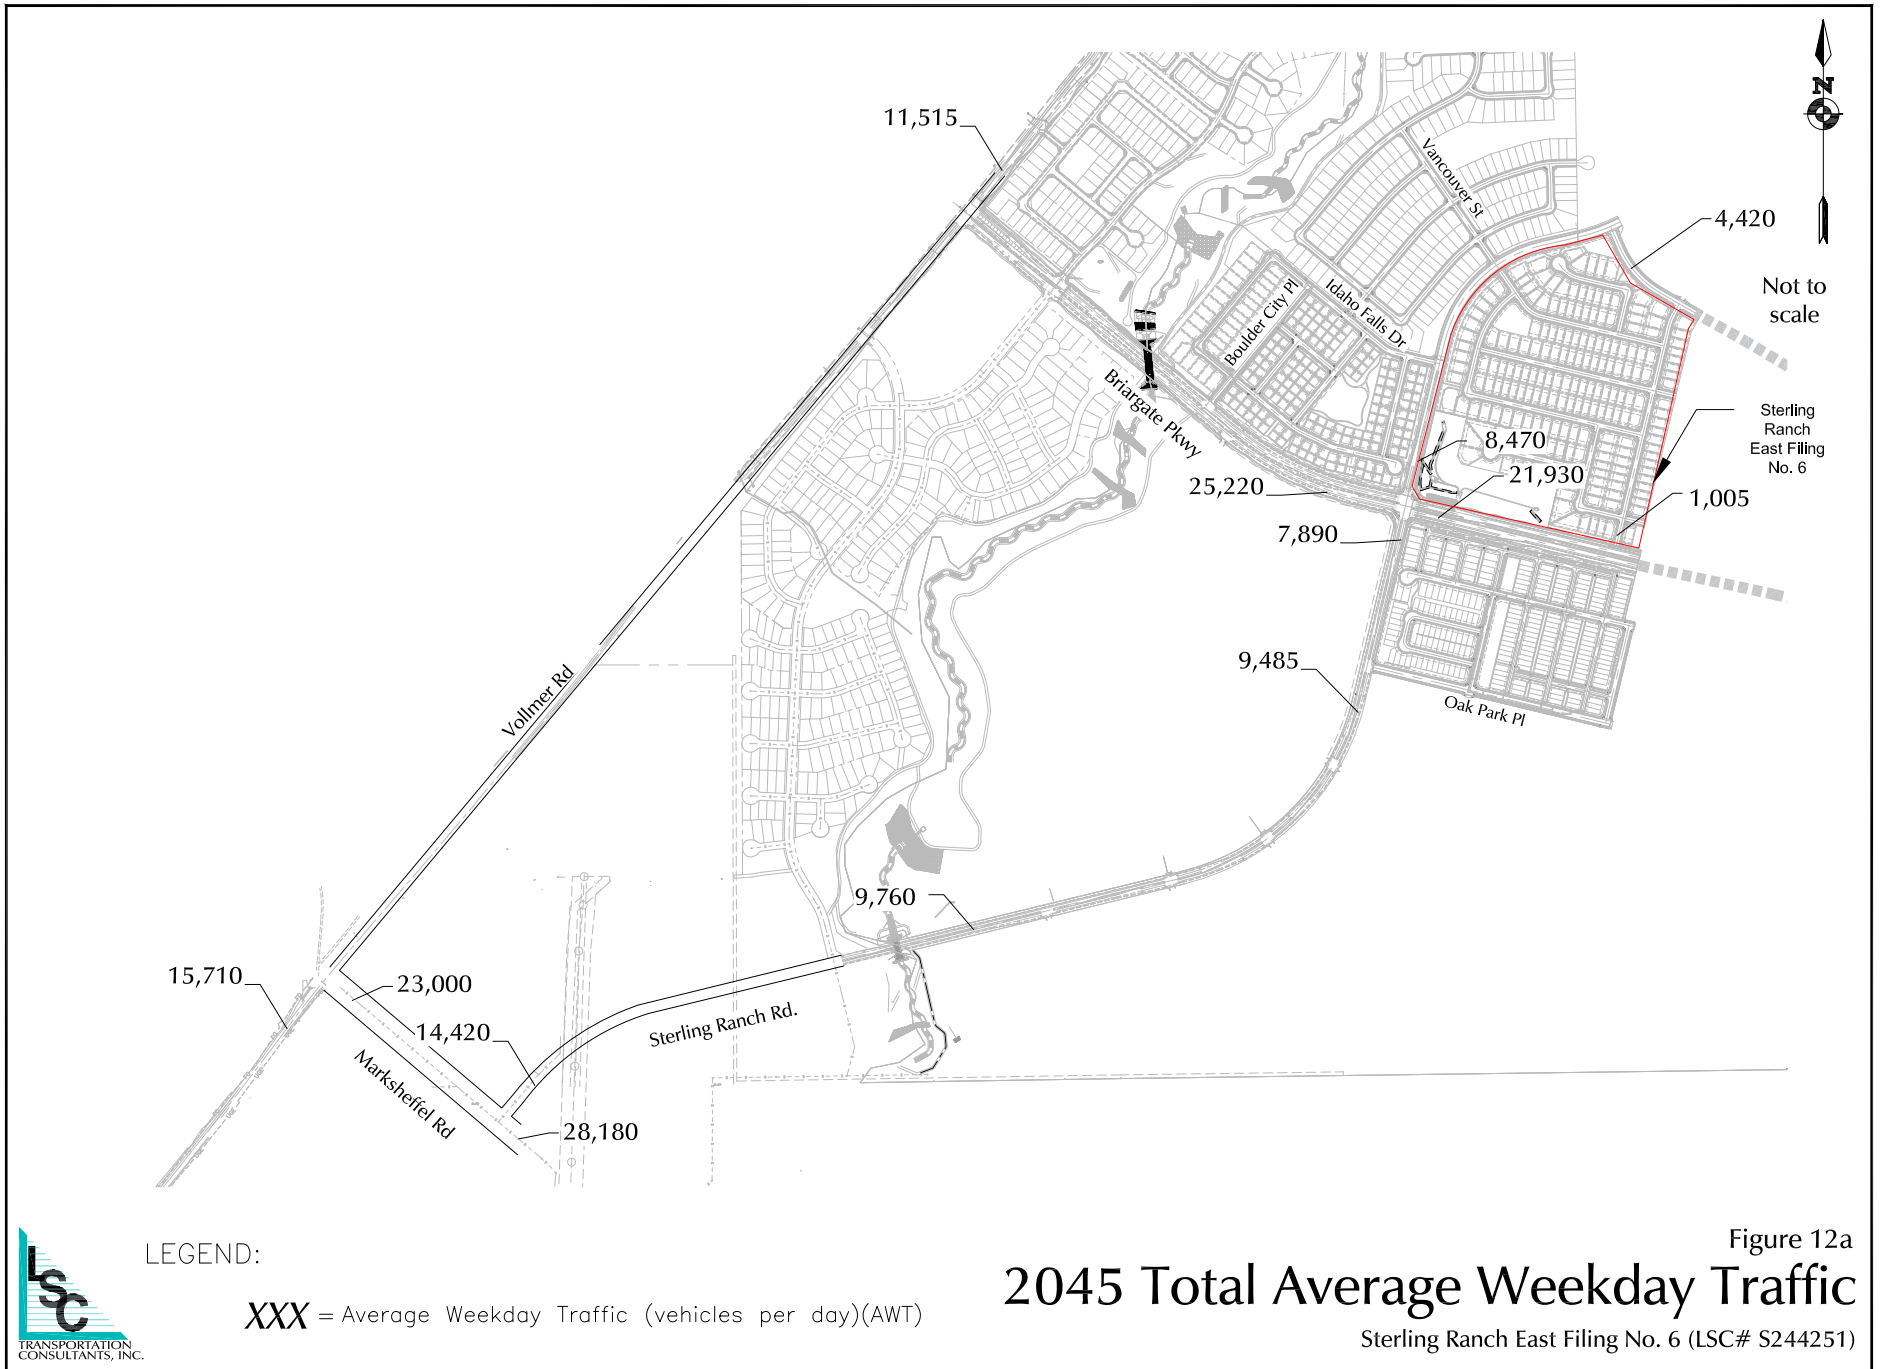 11,515
N
Vancouver St
4,420
Not to
scale
Idaho Falls Dr
Boulder City Pl
Briargate Pkwy
Sterling
Ranch
East Filing
No. 6
8,470
21,930
25,220
1,005
7,890
9,485
Oak Park Pl
Vollmer Rd
9,760
15,710
23,000
14,420
Sterling Ranch Rd.
Marksheffel Rd
28,180
LEGEND:
XXX = Average Weekday Traffic (vehicles per day)(AWT)
LSC
TRANSPORTATION
CONSULTANTS, INC.
Figure 12a
2045 Total Average Weekday Traffic
Sterling Ranch East Filing No. 6 (LSC# S244251)